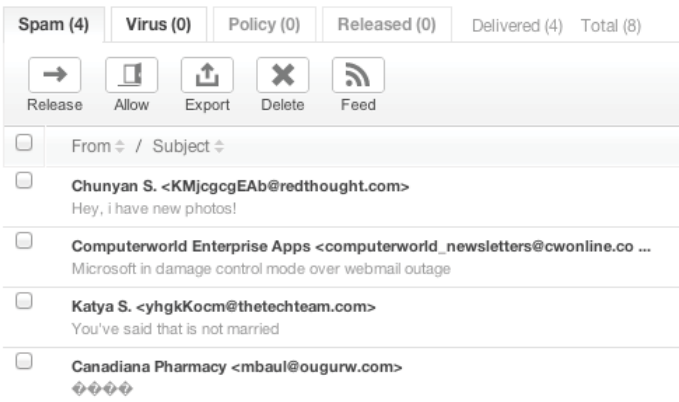 Spam (4) Virus (0) Policy (0) Released (0) Delivered (4) Total (8)
Release Allow Export Delete Feed
From / Subject
Chunyan S. <KMjcgcgEAb@redthought.com>
Hey, i have new photos!
Computerworld Enterprise Apps <computerworld_newsletters@cwonline.co ...
Microsoft in damage control mode over webmail outage
Katya S. <yhgkKocm@thetechteam.com>
You've said that is not married
Canadiana Pharmacy <mbaul@ougurw.com>
����